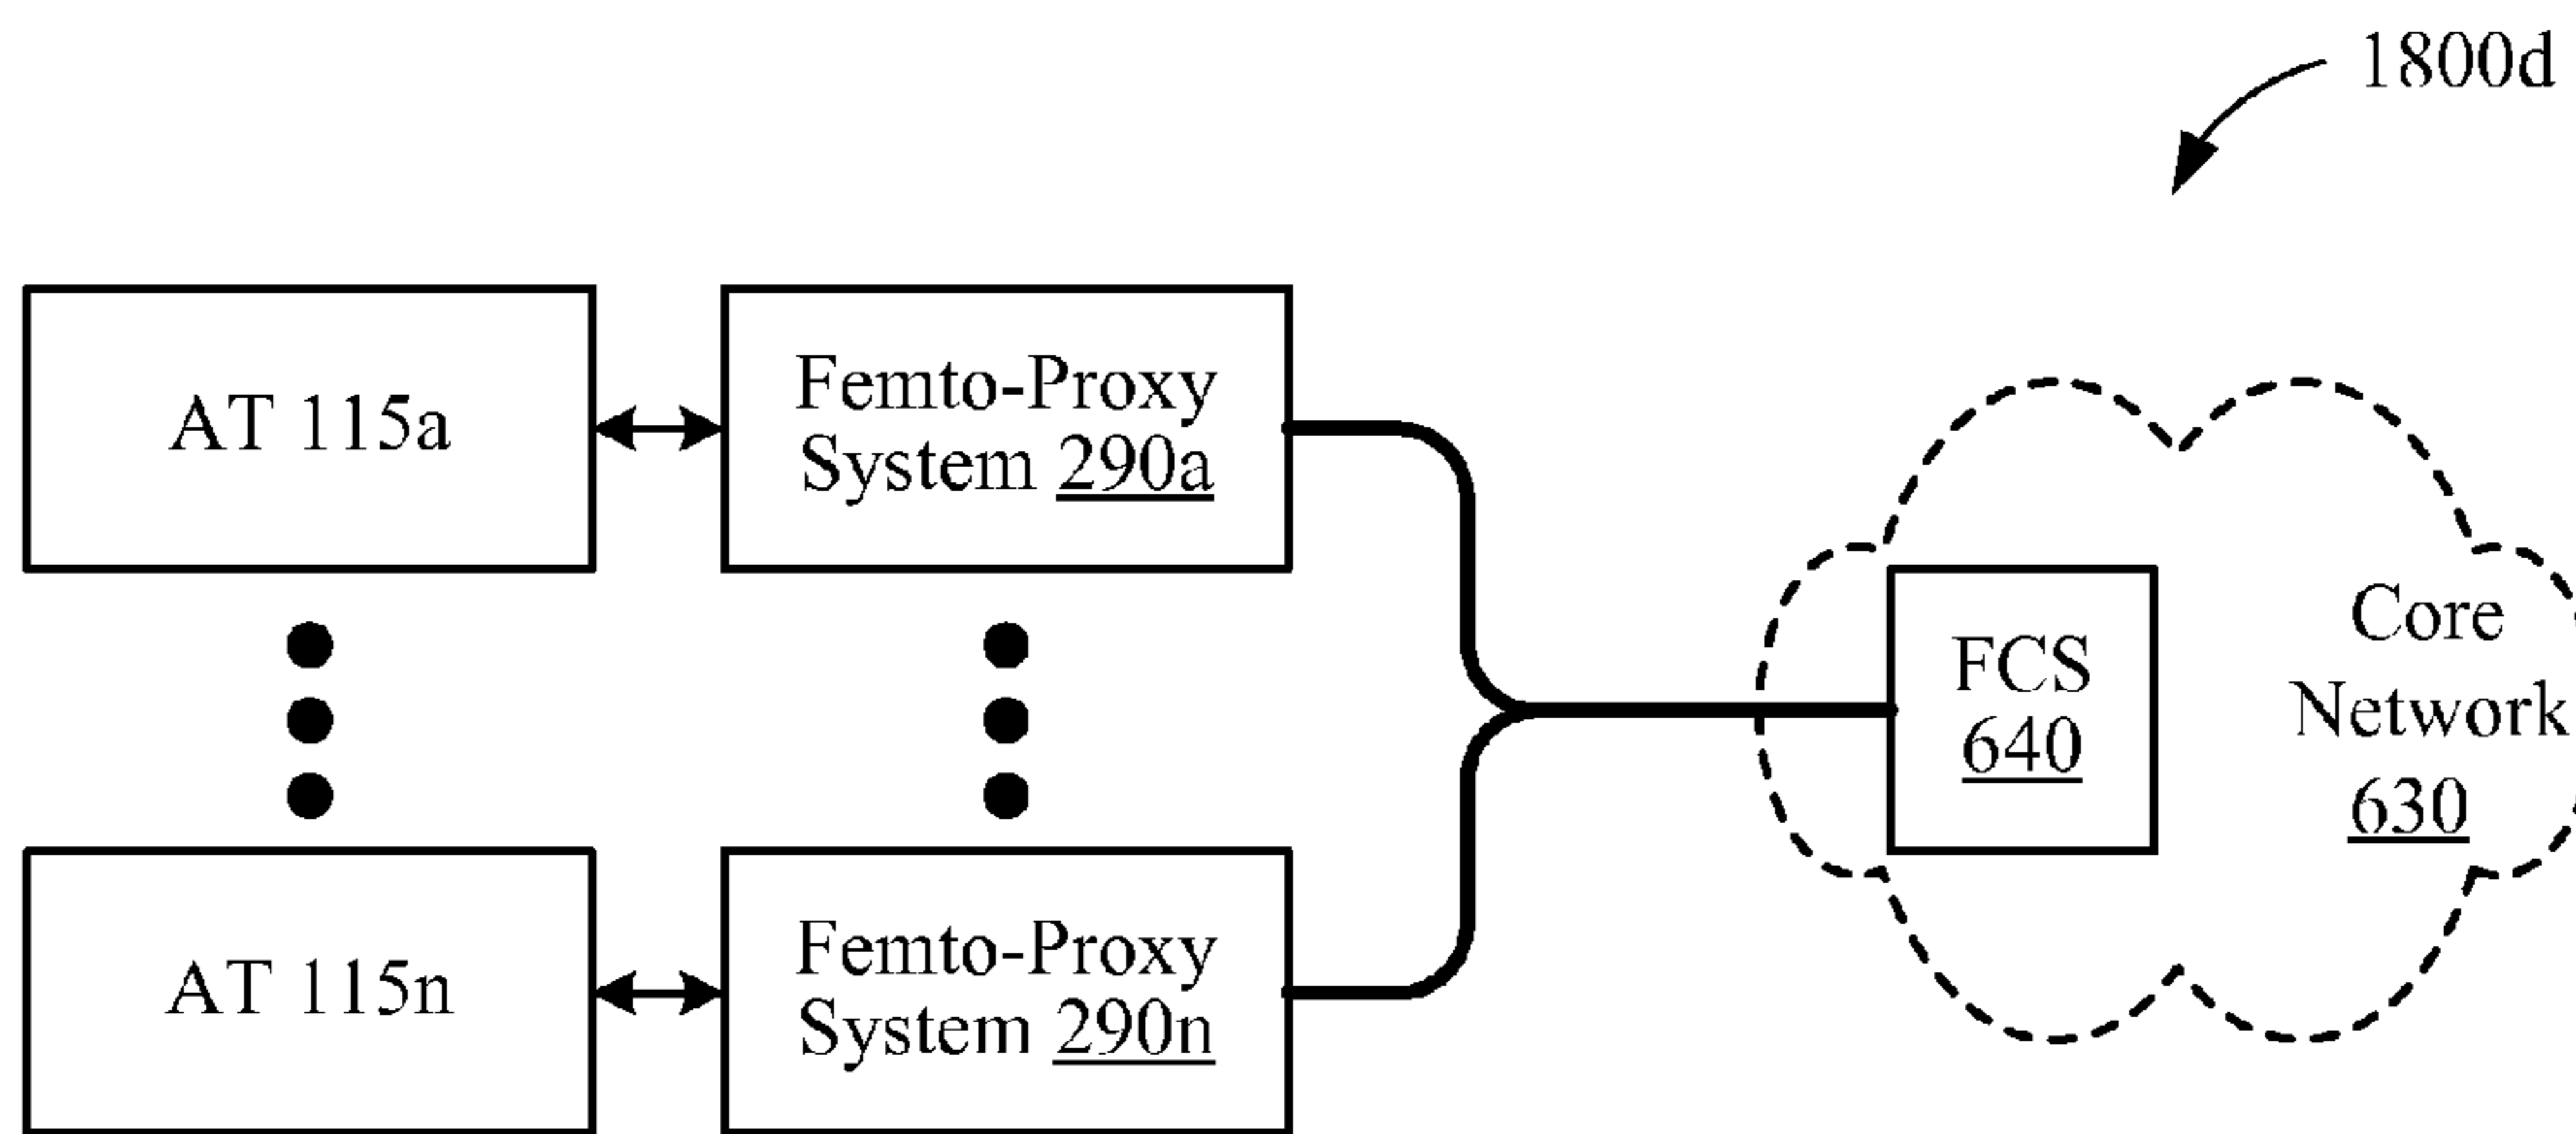 1800d
AT 115a
Femto-Proxy
System 290a
FCS
640
Core
Network
630
AT 115n
Femto-Proxy
System 290n